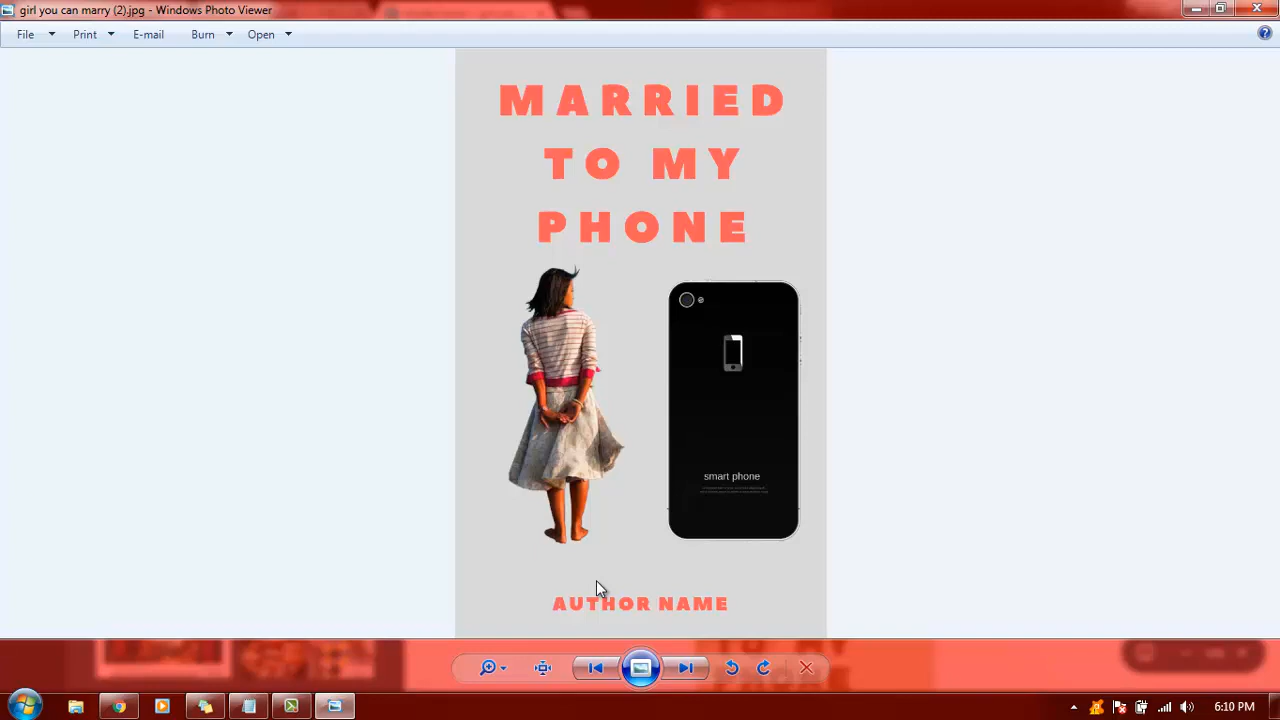 girl you can marry (2).jpg - Windows Photo Viewer
File Print E-mail Burn Open
MARRIED
TO MY
PHONE
smart phone
AUTHOR NAME
6:10 PM